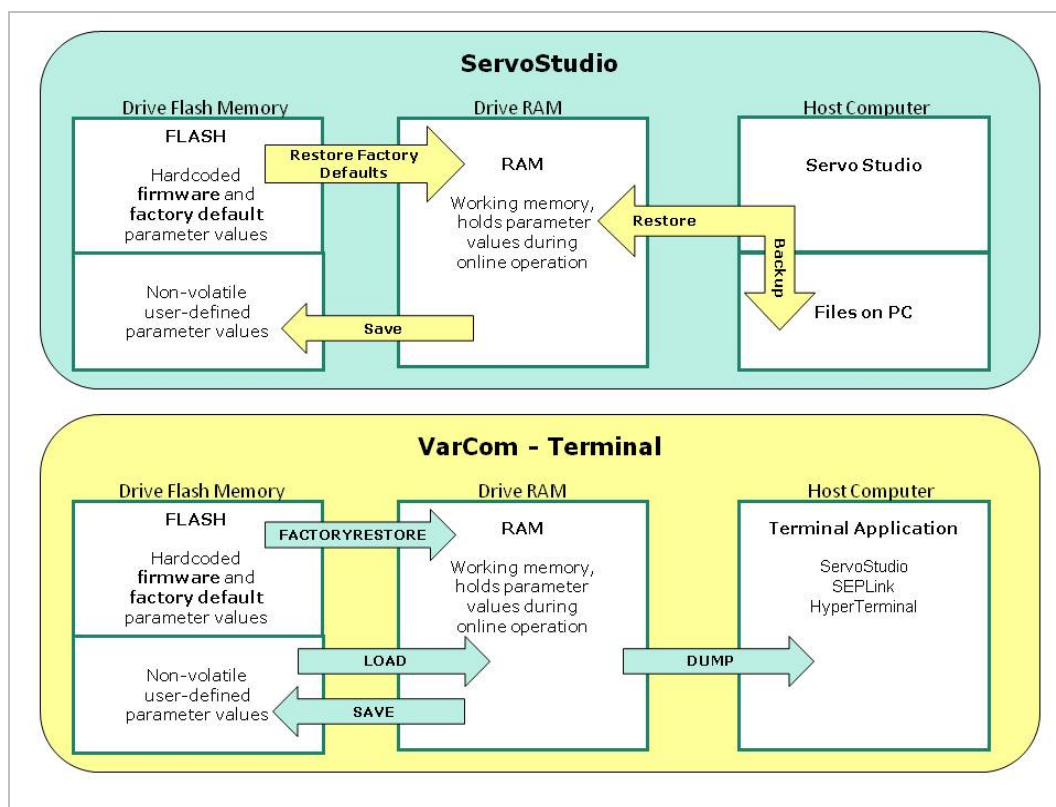 ServoStudio
Drive Flash Memory
Drive RAM
Host Computer
FLASH
Hardcoded
firmware and
factory default
parameter values
Restore Factory
Defaults
RAM
Working memory,
holds parameter
values during
online operation
Servo Studio
Restore
Backup
Non-volatile
user-defined
parameter values
Save
Files on PC
VarCom - Terminal
Drive Flash Memory
Drive RAM
Host Computer
FLASH
Hardcoded
firmware and
factory default
parameter values
FACTORYRESTORE
RAM
Working memory,
holds parameter
values during
online operation
Terminal Application
ServoStudio
SEPLink
HyperTerminal
Non-volatile
user-defined
parameter values
LOAD
SAVE
DUMP